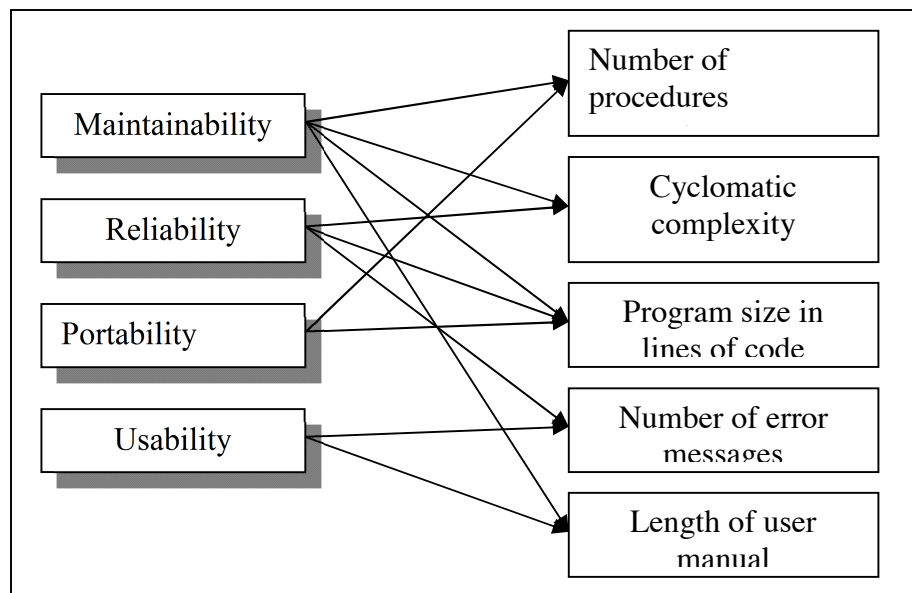 Maintainability
Reliability
Portability
Usability
Number of
procedures
Cyclomatic
complexity
Program size in
lines of code
Number of error
messages
Length of user
manual